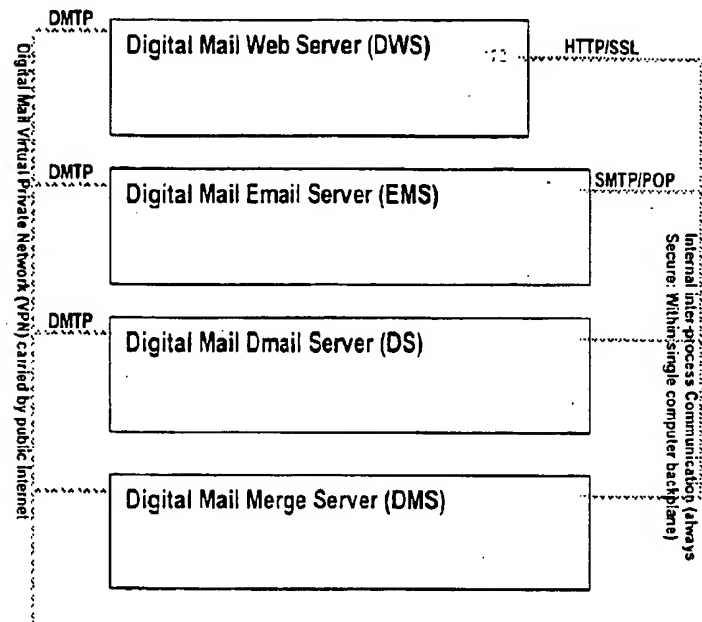 DMTP
Digital Mail Web Server (DWS)
HTTP/SSL
DMTP
Digital Mail Email Server (EMS)
SMTP/POP
DMTP
Digital Mail Dmail Server (DS)
Digital Mail Merge Server (DMS)
Digital Mail Virtual Private Network (VPN) carried by public Internet
Internal inter-process Communication (always
Secure: Within single computer backplane)